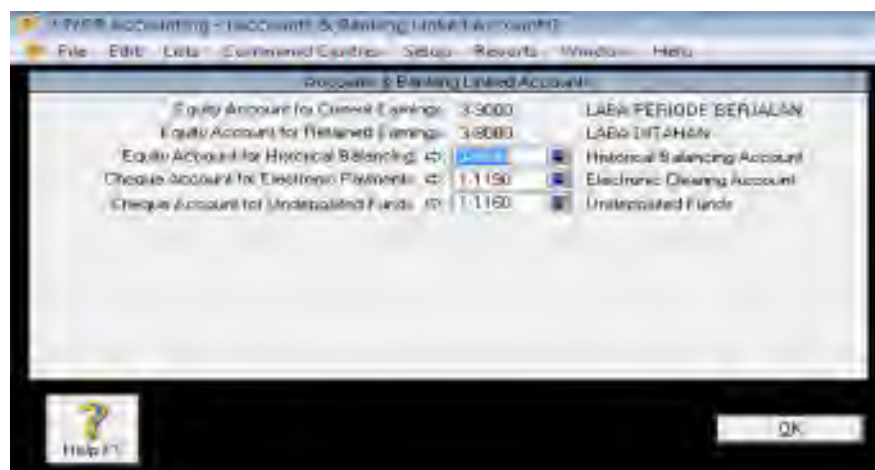 MYOB Accounting - [Accounts & Banking Linked Accounts]
File Edit Lists Command Centres Setup Reports Window Help
Accounts & Banking Linked Accounts
Equity Account for Current Earnings: 3-9000 LABA PERIODE BERJALAN
Equity Account for Retained Earnings: 3-8000 LABA DITAHAN
Equity Account for Historical Balancing: Historical Balancing Account
Cheque Account for Electronic Payments: 1-1190 Electronic Clearing Account
Cheque Account for Undeposited Funds: 1-1160 Undeposited Funds
Help F1
OK